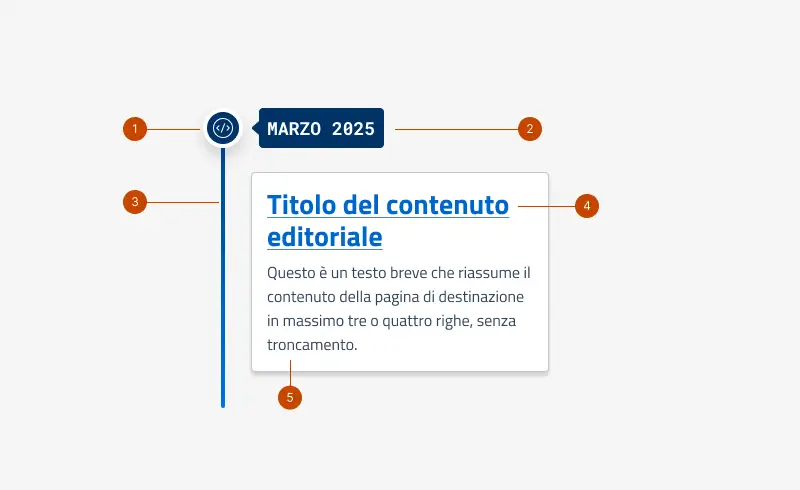 1
MARZO 2025
2
3
Titolo del contenuto
editoriale
4
Questo è un testo breve che riassume il
contenuto della pagina di destinazione
in massimo tre o quattro righe, senza
troncamento.
5